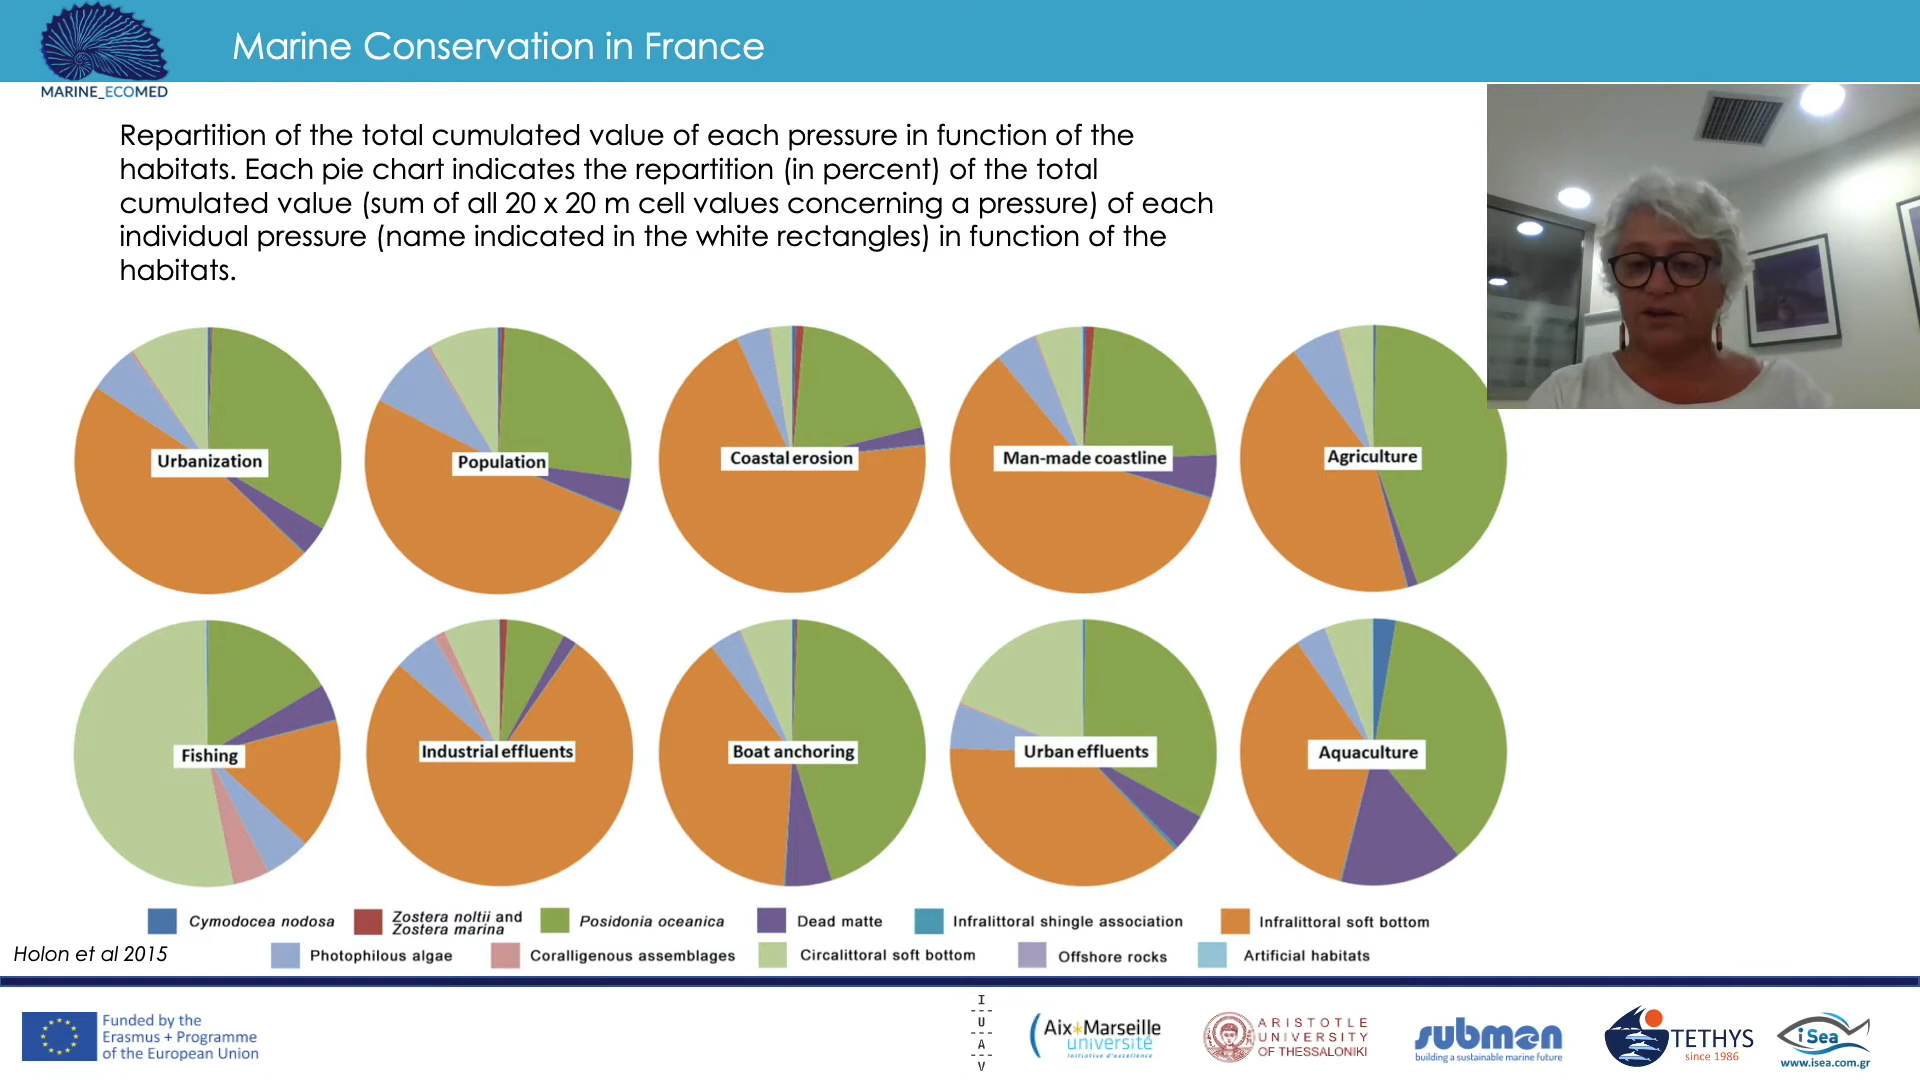 Marine Conservation in France
MARINE_ECOMED
Repartition of the total cumulated value of each pressure in function of the
habitats. Each pie chart indicates the repartition (in percent) of the total
cumulated value (sum of all 20 x 20 m cell values concerning a pressure) of each
individual pressure (name indicated in the white rectangles) in function of the
habitats.
Urbanization
Population
Coastal erosion
Man-made coastline
Agriculture
Fishing
Industrial effluents
Boat anchoring
Urban effluents
Aquaculture
Cymodocea nodosa
Zostera noltii and
Zostera marina
Posidonia oceanica
Dead matte
Infralittoral shingle association
Infralittoral soft bottom
Photophilous algae
Coralligenous assemblages
Circalittoral soft bottom
Offshore rocks
Artificial habitats
Holon et al 2015
Funded by the
Erasmus + Programme
of the European Union
I
---
U
---
A
---
V
Aix*Marseille
université
Initiative d'excellence
ARISTOTLE
UNIVERSITY
OF THESSALONIKI
submon
building a sustainable marine future
TETHYS
since 1986
iSea
www.isea.com.gr